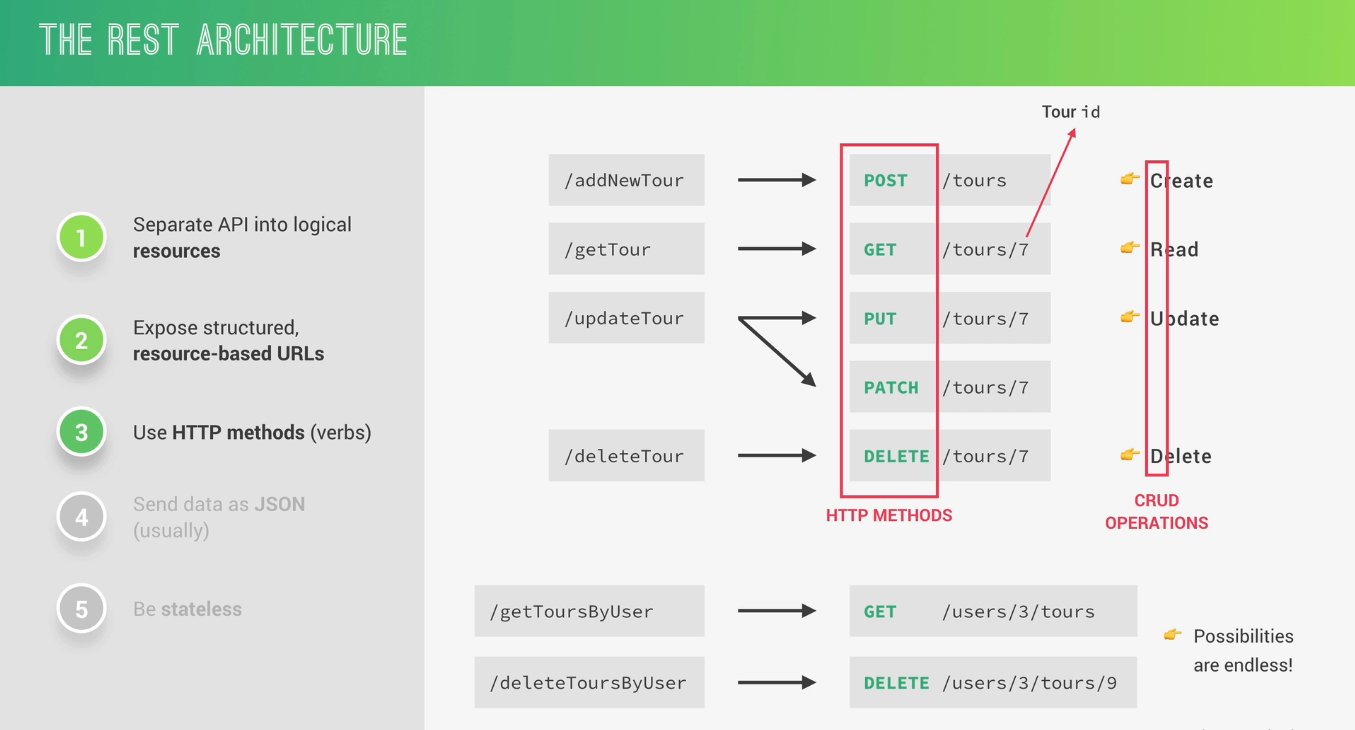 THE REST ARCHITECTURE
1
Separate API into logical
resources
2
Expose structured,
resource-based URLs
3
Use HTTP methods (verbs)
4
Send data as JSON
(usually)
5
Be stateless
Tour id
/addNewTour POST /tours 👉 Create
/getTour GET /tours/7 👉 Read
/updateTour PUT /tours/7 👉 Update
PATCH /tours/7
/deleteTour DELETE /tours/7 👉 Delete
HTTP METHODS
CRUD
OPERATIONS
/getToursByUser GET /users/3/tours
/deleteToursByUser DELETE /users/3/tours/9
👉 Possibilities
are endless!